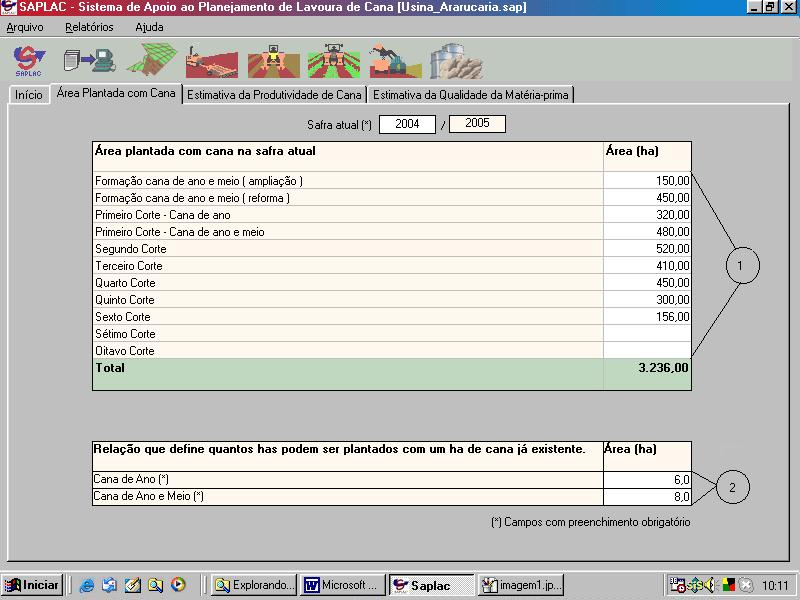 SAPLAC - Sistema de Apoio ao Planejamento de Lavoura de Cana [Usina_Ararucaria.sap]
Arquivo Relatórios Ajuda
SAPLAC
Início Área Plantada com Cana Estimativa da Produtividade de Cana Estimativa da Qualidade da Matéria-prima
Safra atual (*) 2004 / 2005
Área plantada com cana na safra atual Área (ha)
Formação cana de ano e meio ( ampliação ) 150,00
Formação cana de ano e meio ( reforma ) 450,00
Primeiro Corte - Cana de ano 320,00
Primeiro Corte - Cana de ano e meio 480,00
Segundo Corte 520,00
Terceiro Corte 410,00
1
Quarto Corte 450,00
Quinto Corte 300,00
Sexto Corte 156,00
Sétimo Corte
Oitavo Corte
Total 3.236,00
Relação que define quantos has podem ser plantados com um ha de cana já existente. Área (ha)
Cana de Ano (*) 6,0
Cana de Ano e Meio (*) 8,0
2
(*) Campos com preenchimento obrigatório
Iniciar Explorando... Microsoft ... Saplac imagem1.jp... 10:11